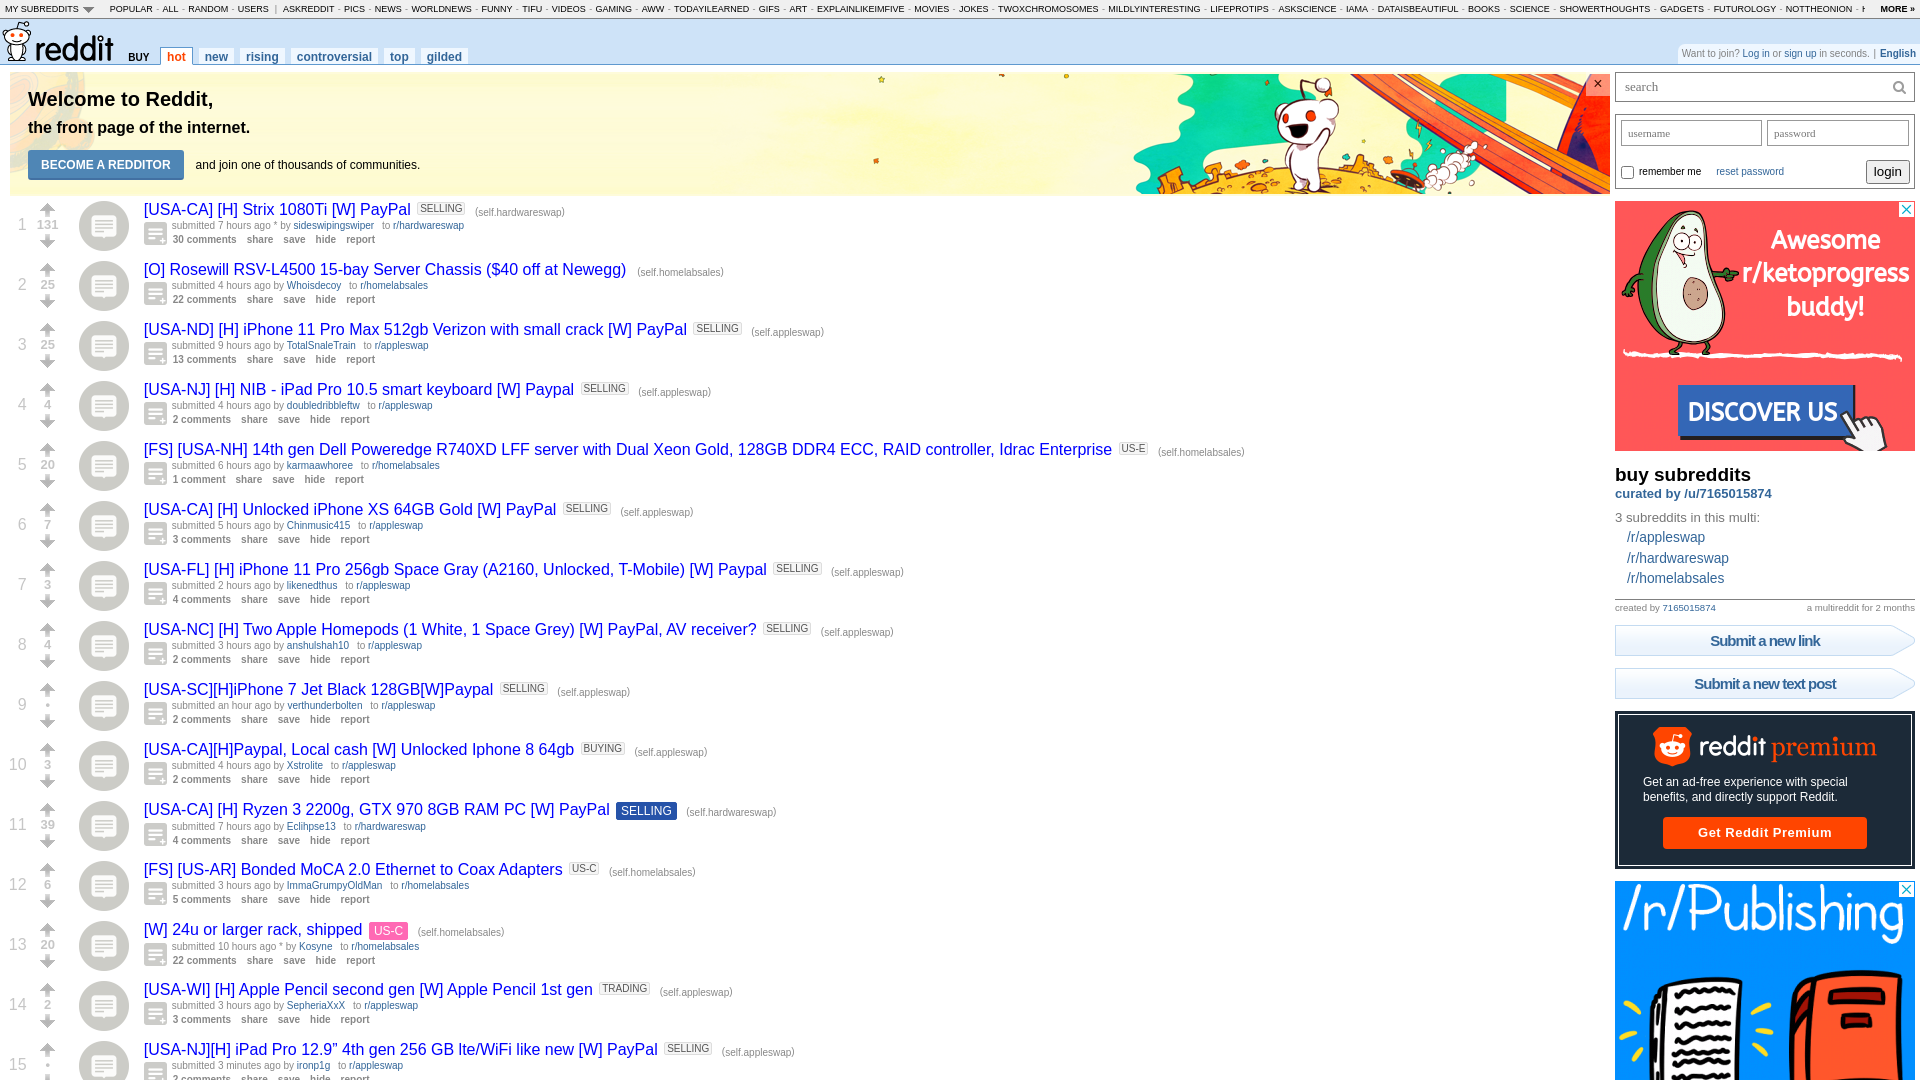 MY SUBREDDITS POPULAR - ALL - RANDOM - USERS | ASKREDDIT - PICS - NEWS - WORLDNEWS - FUNNY - TIFU - VIDEOS - GAMING - AWW - TODAYILEARNED - GIFS - ART - EXPLAINLIKEIMFIVE - MOVIES - JOKES - TWOXCHROMOSOMES - MILDLYINTERESTING - LIFEPROTIPS - ASKSCIENCE - IAMA - DATAISBEAUTIFUL - BOOKS - SCIENCE - SHOWERTHOUGHTS - GADGETS - FUTUROLOGY - NOTTHEONION - MORE »
reddit BUY hot new rising controversial top gilded
Want to join? Log in or sign up in seconds. | English
Welcome to Reddit,
the front page of the internet.
BECOME A REDDITOR and join one of thousands of communities.
×
1 131 [USA-CA] [H] Strix 1080Ti [W] PayPal SELLING (self.hardwareswap)
submitted 7 hours ago * by sideswipingswiper to r/hardwareswap
30 comments share save hide report
2 25 [O] Rosewill RSV-L4500 15-bay Server Chassis ($40 off at Newegg) (self.homelabsales)
submitted 4 hours ago by Whoisdecoy to r/homelabsales
22 comments share save hide report
3 25 [USA-ND] [H] iPhone 11 Pro Max 512gb Verizon with small crack [W] PayPal SELLING (self.appleswap)
submitted 9 hours ago by TotalSnaleTrain to r/appleswap
13 comments share save hide report
4 4 [USA-NJ] [H] NIB - iPad Pro 10.5 smart keyboard [W] Paypal SELLING (self.appleswap)
submitted 4 hours ago by doubledribbleftw to r/appleswap
2 comments share save hide report
5 20 [FS] [USA-NH] 14th gen Dell Poweredge R740XD LFF server with Dual Xeon Gold, 128GB DDR4 ECC, RAID controller, Idrac Enterprise US-E (self.homelabsales)
submitted 6 hours ago by karmaawhoree to r/homelabsales
1 comment share save hide report
6 7 [USA-CA] [H] Unlocked iPhone XS 64GB Gold [W] PayPal SELLING (self.appleswap)
submitted 5 hours ago by Chinmusic415 to r/appleswap
3 comments share save hide report
7 3 [USA-FL] [H] iPhone 11 Pro 256gb Space Gray (A2160, Unlocked, T-Mobile) [W] Paypal SELLING (self.appleswap)
submitted 2 hours ago by likenedthus to r/appleswap
4 comments share save hide report
8 4 [USA-NC] [H] Two Apple Homepods (1 White, 1 Space Grey) [W] PayPal, AV receiver? SELLING (self.appleswap)
submitted 3 hours ago by anshulshah10 to r/appleswap
2 comments share save hide report
9 • [USA-SC][H]iPhone 7 Jet Black 128GB[W]Paypal SELLING (self.appleswap)
submitted an hour ago by verthunderbolten to r/appleswap
2 comments share save hide report
10 3 [USA-CA][H]Paypal, Local cash [W] Unlocked Iphone 8 64gb BUYING (self.appleswap)
submitted 4 hours ago by Xstrolite to r/appleswap
2 comments share save hide report
11 39 [USA-CA] [H] Ryzen 3 2200g, GTX 970 8GB RAM PC [W] PayPal SELLING (self.hardwareswap)
submitted 7 hours ago by Eclihpse13 to r/hardwareswap
4 comments share save hide report
12 6 [FS] [US-AR] Bonded MoCA 2.0 Ethernet to Coax Adapters US-C (self.homelabsales)
submitted 3 hours ago by ImmaGrumpyOldMan to r/homelabsales
5 comments share save hide report
13 20 [W] 24u or larger rack, shipped US-C (self.homelabsales)
submitted 10 hours ago * by Kosyne to r/homelabsales
22 comments share save hide report
14 2 [USA-WI] [H] Apple Pencil second gen [W] Apple Pencil 1st gen TRADING (self.appleswap)
submitted 3 hours ago by SepheriaXxX to r/appleswap
3 comments share save hide report
15 • [USA-NJ][H] iPad Pro 12.9” 4th gen 256 GB lte/WiFi like new [W] PayPal SELLING (self.appleswap)
submitted 3 minutes ago by ironp1g to r/appleswap
2 comments share save hide report
search
username password
remember me reset password login
Awesome
r/ketoprogress
buddy!
DISCOVER US
buy subreddits
curated by /u/7165015874
3 subreddits in this multi:
/r/appleswap
/r/hardwareswap
/r/homelabsales
created by 7165015874 a multireddit for 2 months
Submit a new link
Submit a new text post
reddit premium
Get an ad-free experience with special
benefits, and directly support Reddit.
Get Reddit Premium
/r/Publishing